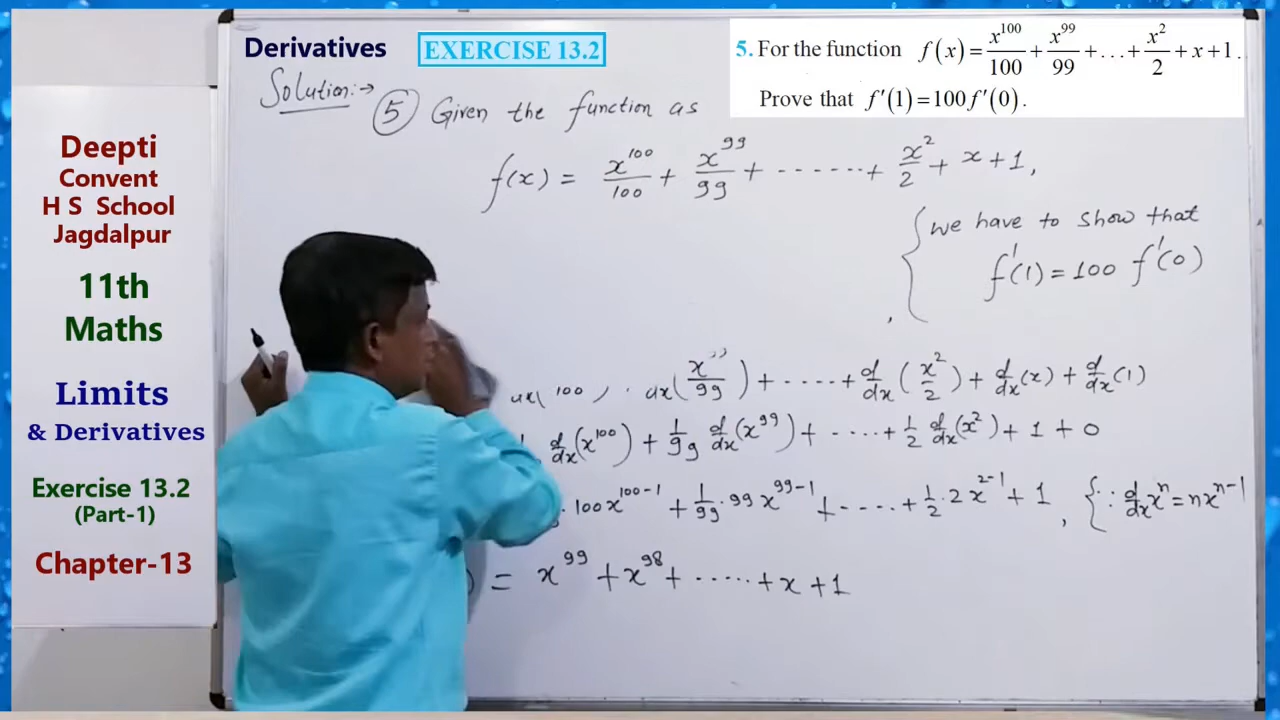 Derivatives EXERCISE 13.2
5. For the function f(x) = x^100/100 + x^99/99 + ... + x^2/2 + x + 1.
Prove that f'(1) = 100 f'(0).
Deepti
Convent
H S School
Jagdalpur
11th
Maths
Limits
& Derivatives
Exercise 13.2
(Part-1)
Chapter-13
Solution:→
⑤ Given the function as
f(x) = x^100/100 + x^99/99 + ------ + x^2/2 + x + 1,
{ we have to show that
f'(1) = 100 f'(0)
,
dx( 100 ) dx(x /99) + ..... + d/dx(x^2/2) + d/dx(x) + d/dx(1)
d/dx(x^100) + 1/99 d/dx(x^99) + ..... + 1/2 d/dx(x^2) + 1 + 0
· 100x^100-1 + 1/99 · 99x^99-1 + ..... + 1/2 · 2x^2-1 + 1 , {∵ d/dx x^n = nx^n-1
) = x^99 + x^98 + ...... + x + 1